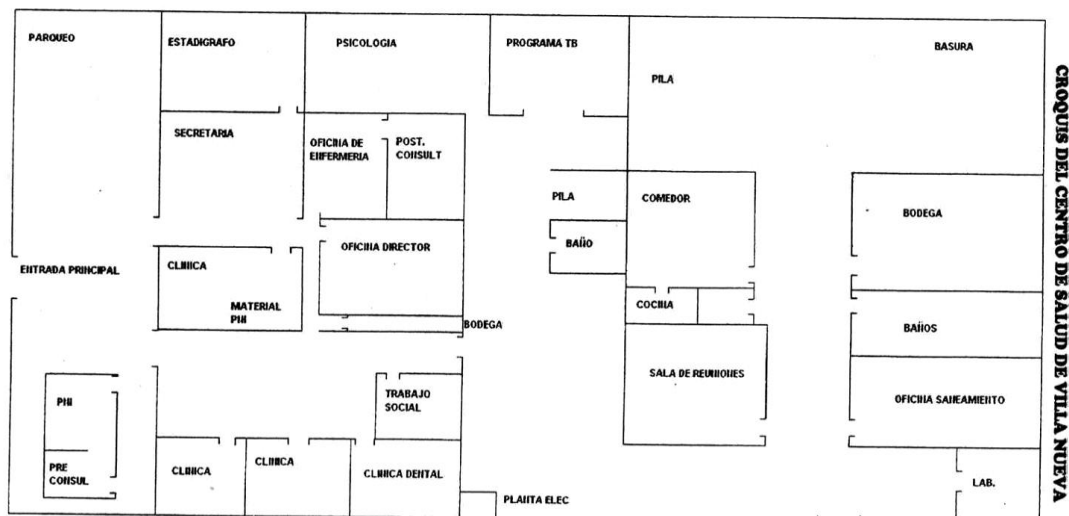 PARQUEO
ESTADIGRAFO
PSICOLOGIA
PROGRAMA TB
BASURA
PILA
SECRETARIA
OFICINA DE
ENFERMERIA
POST.
CONSULT
PILA
COMEDOR
BODEGA
BAÑO
OFICINA DIRECTOR
ENTRADA PRINCIPAL
CLINICA
MATERIAL
PNI
COCINA
BODEGA
BAÑOS
SALA DE REUNIONES
TRABAJO
SOCIAL
OFICINA SANEAMIENTO
PNI
PRE
CONSUL
CLINICA
CLINICA
CLINICA DENTAL
PLANTA ELEC
LAB.
CROQUIS DEL CENTRO DE SALUD DE VILLA NUEVA